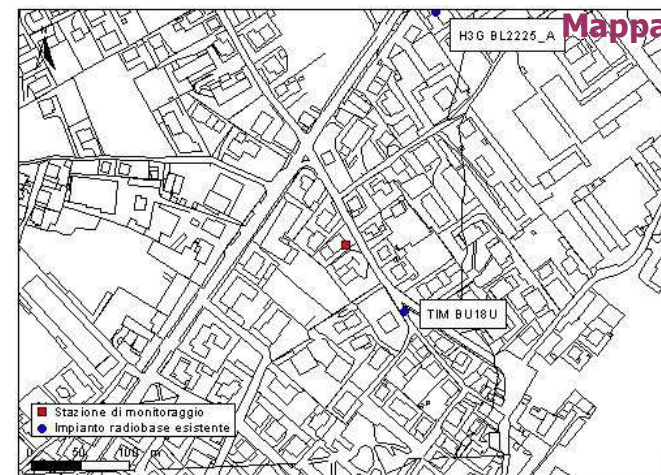 Mappa
H3G BL2225_A
TIM BU18U
Stazione di monitoraggio
Impianto radiobase esistente
0 50 100 m